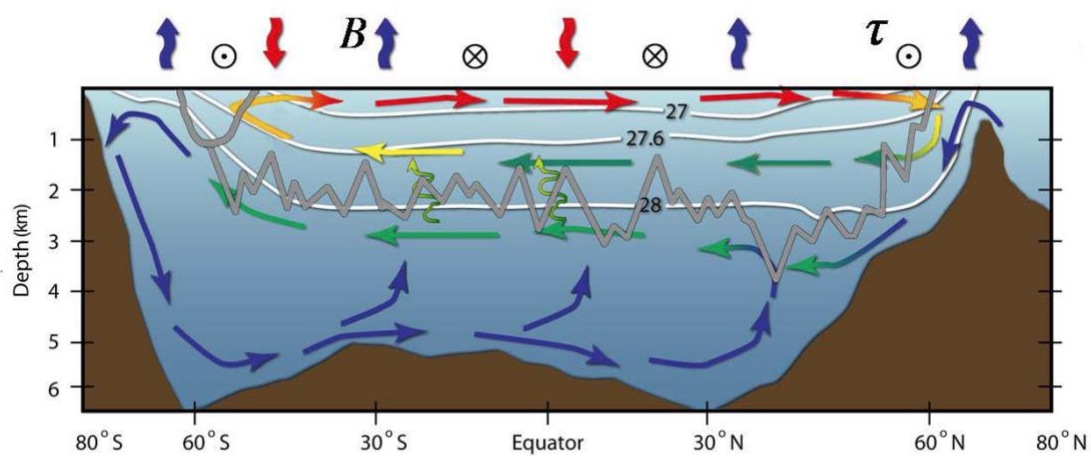 B
τ
27
27.6
28
Depth (km)
1
2
3
4
5
6
80° S
60° S
30° S
Equator
30° N
60° N
80° N